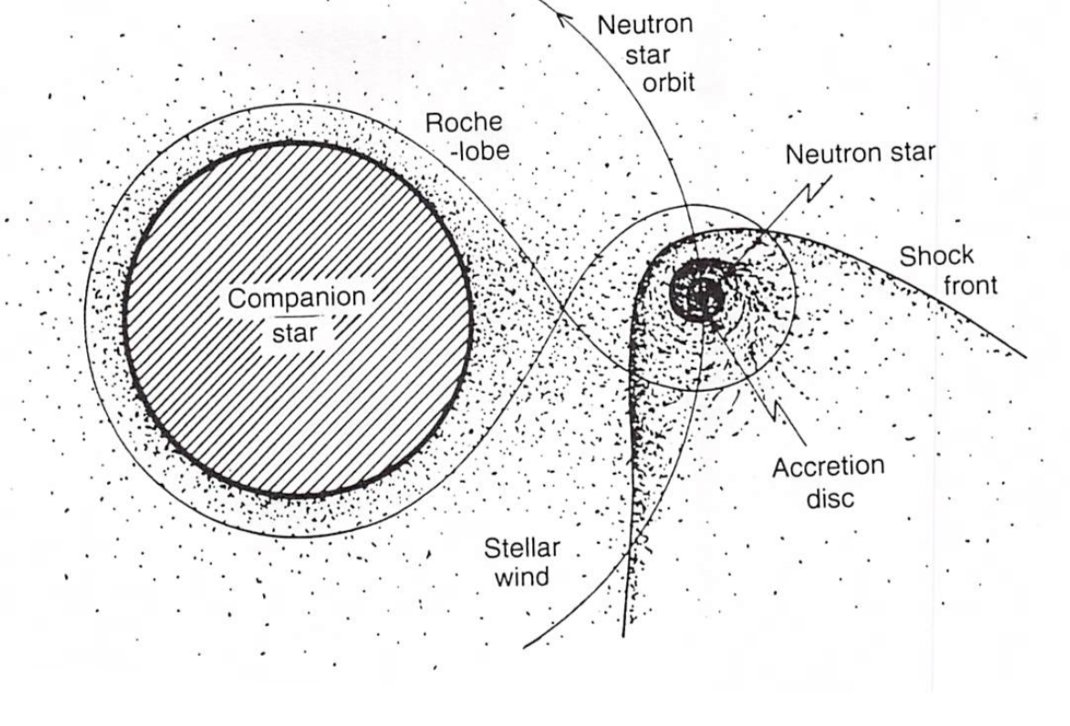 Neutron
star
orbit
Roche
-lobe
Neutron star
Shock
front
Companion
star
Accretion
disc
Stellar
wind